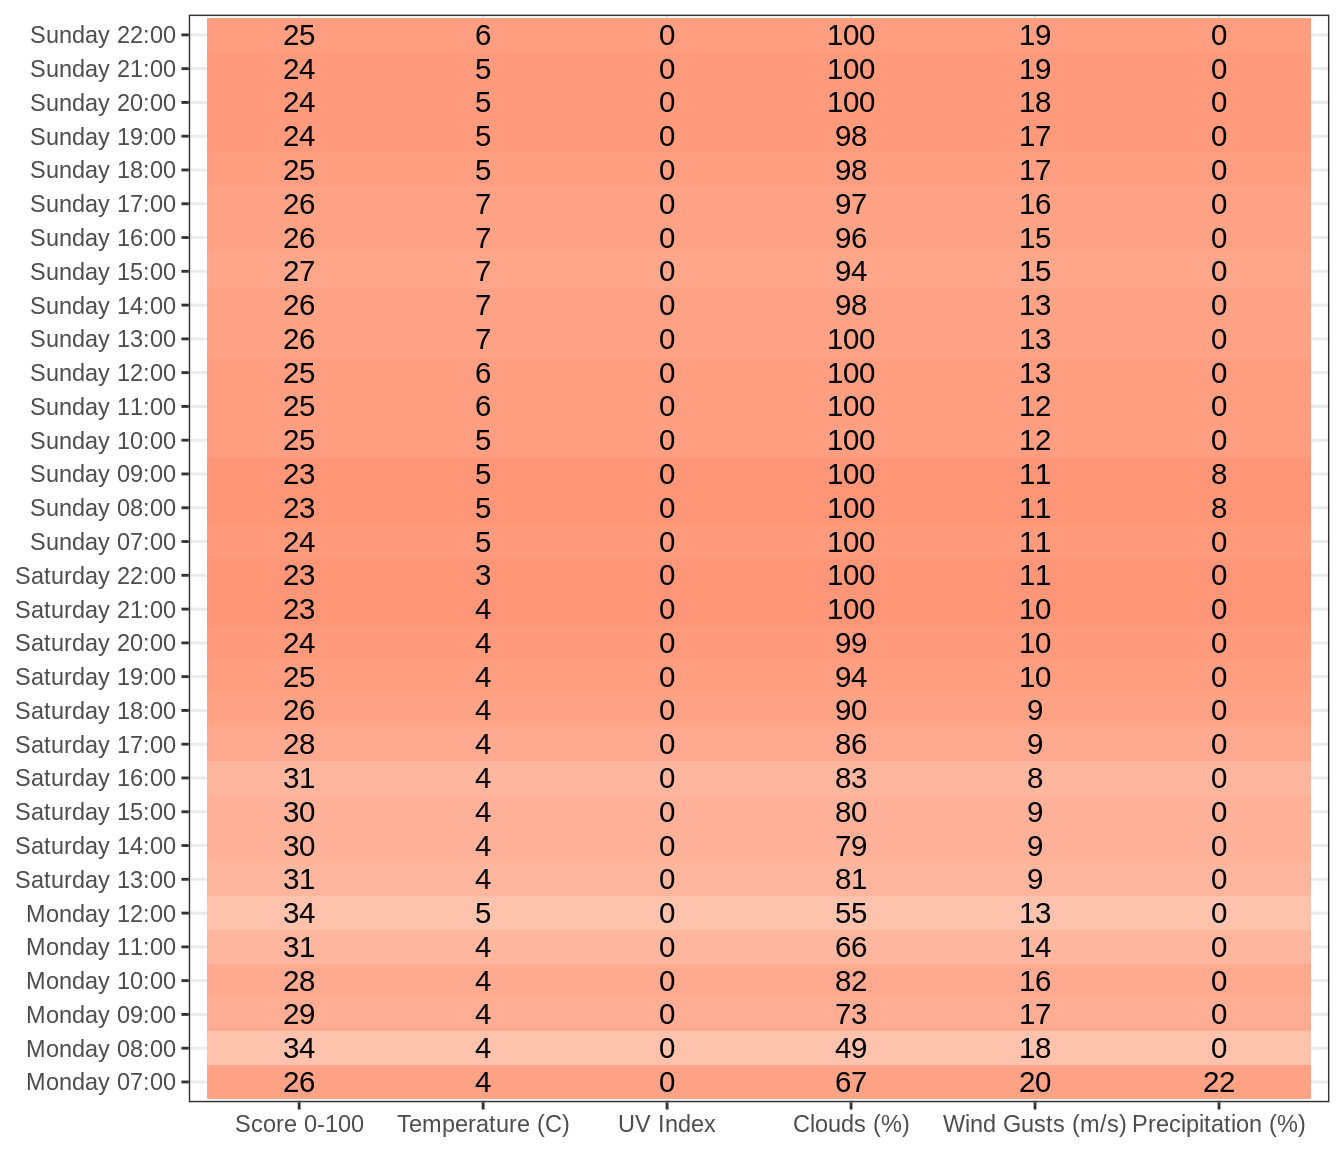 Sunday 22:00 25 6 0 100 19 0
Sunday 21:00 24 5 0 100 19 0
Sunday 20:00 24 5 0 100 18 0
Sunday 19:00 24 5 0 98 17 0
Sunday 18:00 25 5 0 98 17 0
Sunday 17:00 26 7 0 97 16 0
Sunday 16:00 26 7 0 96 15 0
Sunday 15:00 27 7 0 94 15 0
Sunday 14:00 26 7 0 98 13 0
Sunday 13:00 26 7 0 100 13 0
Sunday 12:00 25 6 0 100 13 0
Sunday 11:00 25 6 0 100 12 0
Sunday 10:00 25 5 0 100 12 0
Sunday 09:00 23 5 0 100 11 8
Sunday 08:00 23 5 0 100 11 8
Sunday 07:00 24 5 0 100 11 0
Saturday 22:00 23 3 0 100 11 0
Saturday 21:00 23 4 0 100 10 0
Saturday 20:00 24 4 0 99 10 0
Saturday 19:00 25 4 0 94 10 0
Saturday 18:00 26 4 0 90 9 0
Saturday 17:00 28 4 0 86 9 0
Saturday 16:00 31 4 0 83 8 0
Saturday 15:00 30 4 0 80 9 0
Saturday 14:00 30 4 0 79 9 0
Saturday 13:00 31 4 0 81 9 0
Monday 12:00 34 5 0 55 13 0
Monday 11:00 31 4 0 66 14 0
Monday 10:00 28 4 0 82 16 0
Monday 09:00 29 4 0 73 17 0
Monday 08:00 34 4 0 49 18 0
Monday 07:00 26 4 0 67 20 22
Score 0-100 Temperature (C) UV Index Clouds (%) Wind Gusts (m/s) Precipitation (%)